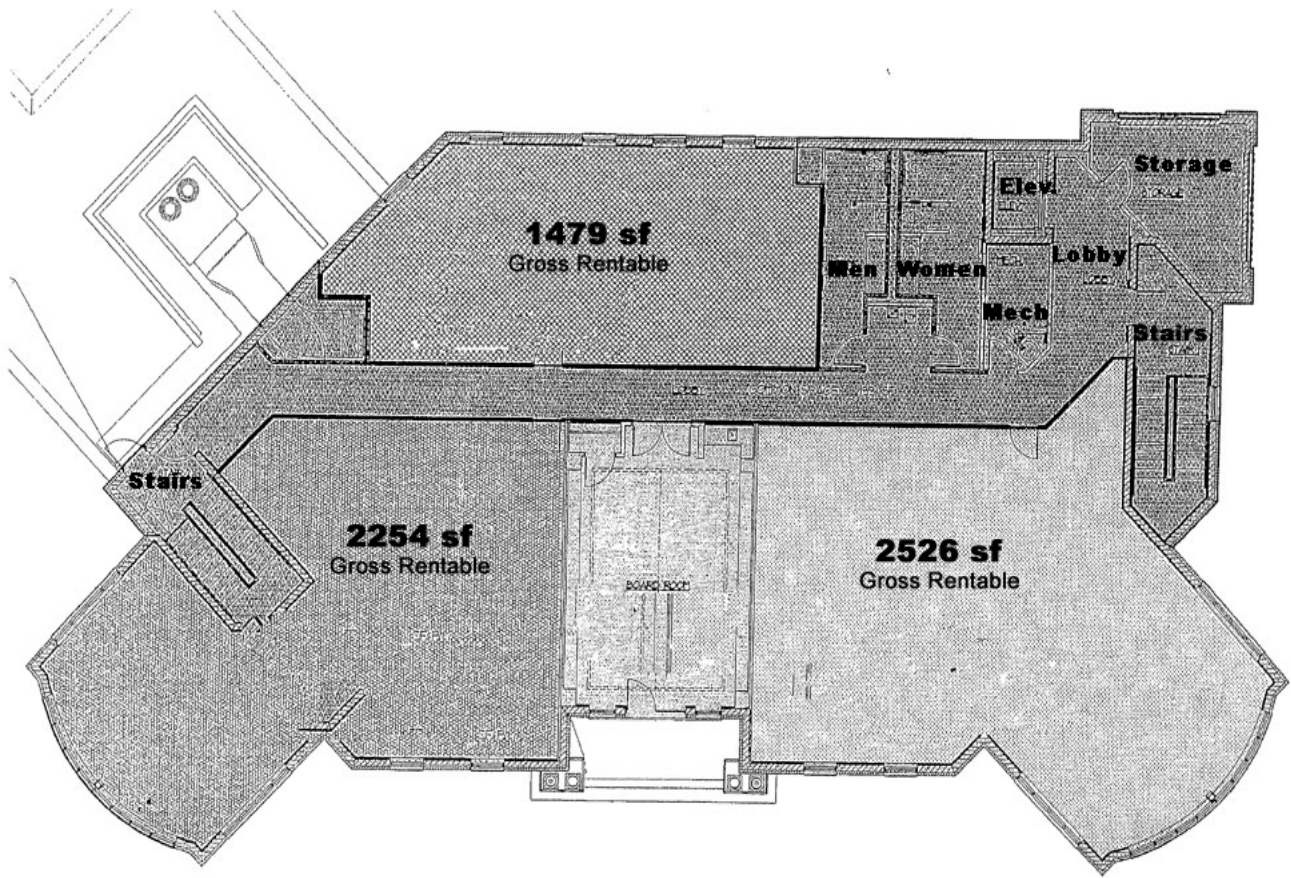 Storage
Elev.
1479 sf
Gross Rentable
Men
Women
Lobby
Mech
Stairs
Stairs
2254 sf
Gross Rentable
2526 sf
Gross Rentable
BOARD ROOM